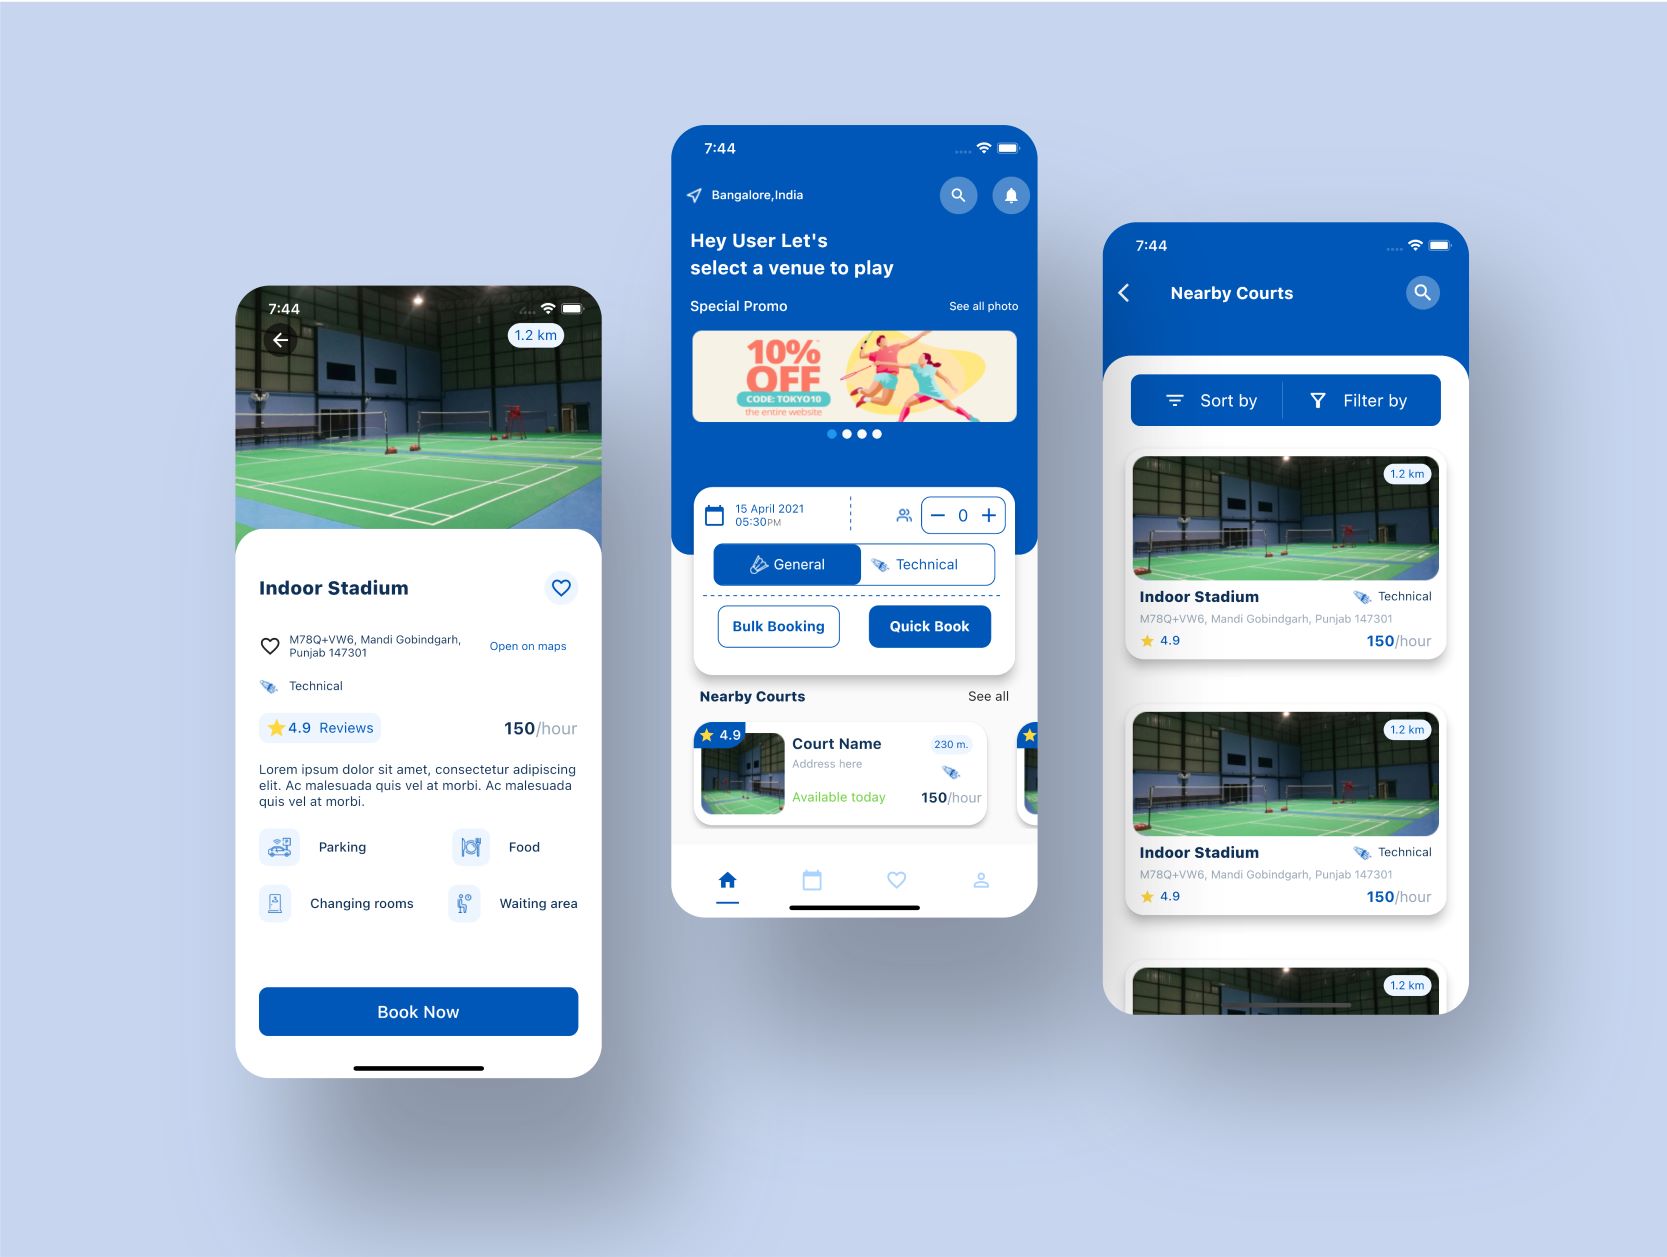 7:44
1.2 km
Indoor Stadium
M78Q+VW6, Mandi Gobindgarh,
Punjab 147301
Open on maps
Technical
4.9 Reviews
150/hour
Lorem ipsum dolor sit amet, consectetur adipiscing
elit. Ac malesuada quis vel at morbi. Ac malesuada
quis vel at morbi.
Parking
Food
Changing rooms
Waiting area
Book Now
7:44
Bangalore,India
Hey User Let's
select a venue to play
Special Promo
See all photo
10%
OFF
CODE: TOKYO10
the entire website
15 April 2021
05:30PM
0
General
Technical
Bulk Booking
Quick Book
Nearby Courts
See all
4.9
Court Name
230 m.
Address here
Available today
150/hour
7:44
Nearby Courts
Sort by
Filter by
1.2 km
Indoor Stadium
Technical
M78Q+VW6, Mandi Gobindgarh, Punjab 147301
4.9
150/hour
1.2 km
Indoor Stadium
Technical
M78Q+VW6, Mandi Gobindgarh, Punjab 147301
4.9
150/hour
1.2 km